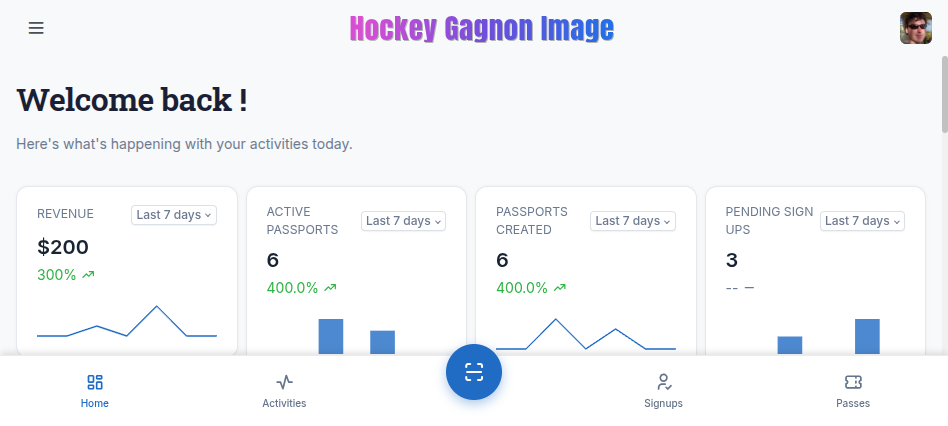 Hockey Gagnon Image
Welcome back !
Here's what's happening with your activities today.
REVENUE
Last 7 days
$200
300%
ACTIVE
PASSPORTS
Last 7 days
6
400.0%
PASSPORTS
CREATED
Last 7 days
6
400.0%
PENDING SIGN
UPS
Last 7 days
3
--
Home
Activities
Signups
Passes